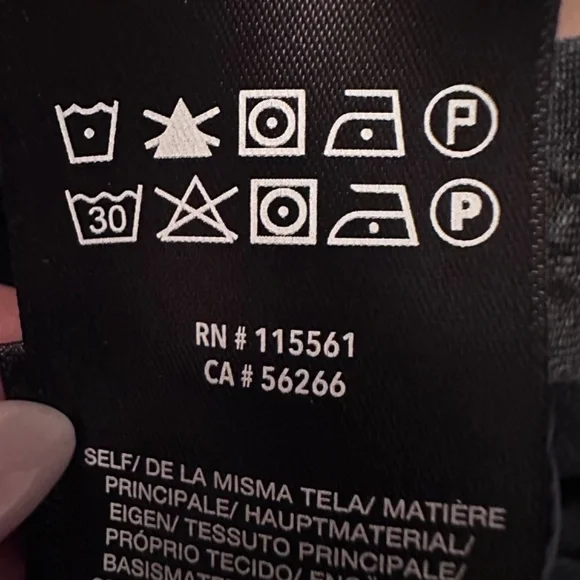 P
30 P
RN # 115561
CA # 56266
SELF/ DE LA MISMA TELA/ MATIÈRE
PRINCIPALE/ HAUPTMATERIAL/
EIGEN/ TESSUTO PRINCIPALE/
PRÓPRIO TECIDO/